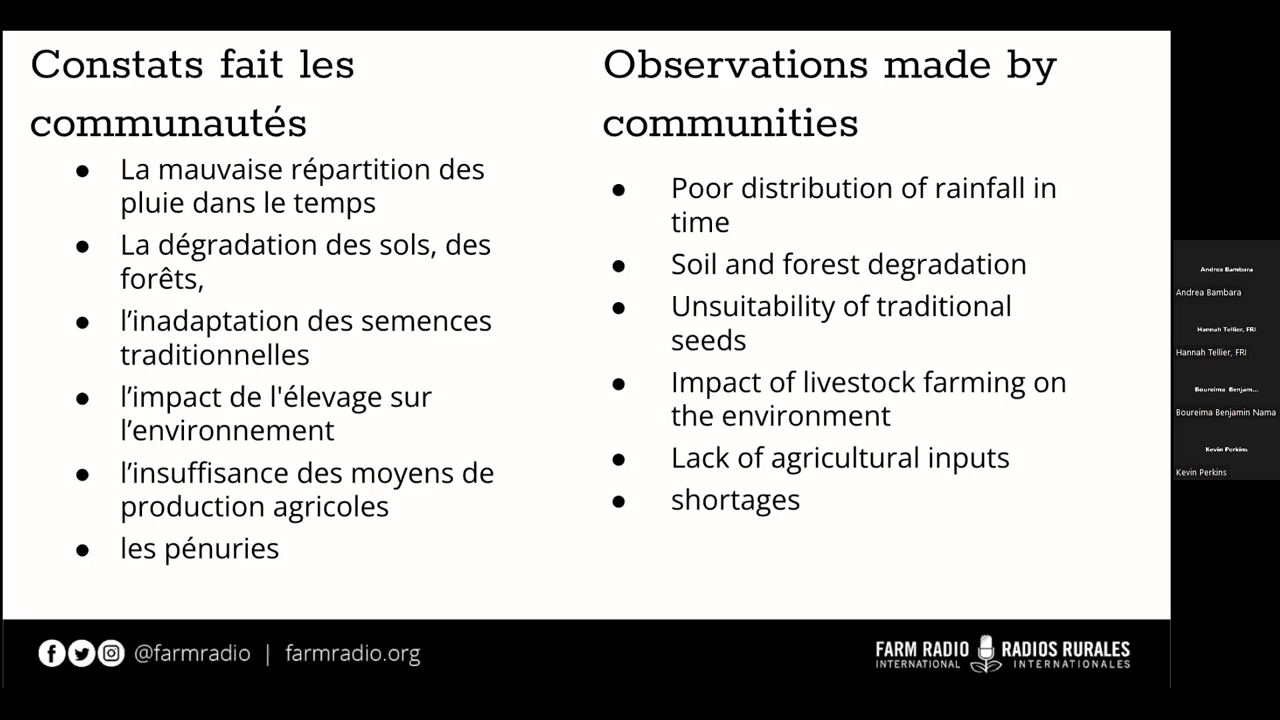 Constats fait les
communautés
● La mauvaise répartition des
pluie dans le temps
● La dégradation des sols, des
forêts,
● l’inadaptation des semences
traditionnelles
● l’impact de l'élevage sur
l’environnement
● l’insuffisance des moyens de
production agricoles
● les pénuries
Observations made by
communities
● Poor distribution of rainfall in
time
● Soil and forest degradation
● Unsuitability of traditional
seeds
● Impact of livestock farming on
the environment
● Lack of agricultural inputs
● shortages
@farmradio | farmradio.org
FARM RADIO
INTERNATIONAL
RADIOS RURALES
INTERNATIONALES
Andrea Bambara
Andrea Bambara
Hannah Tellier, FRI
Hannah Tellier, FRI
Boureima Benjam...
Boureima Benjamin Nama
Kevin Perkins
Kevin Perkins